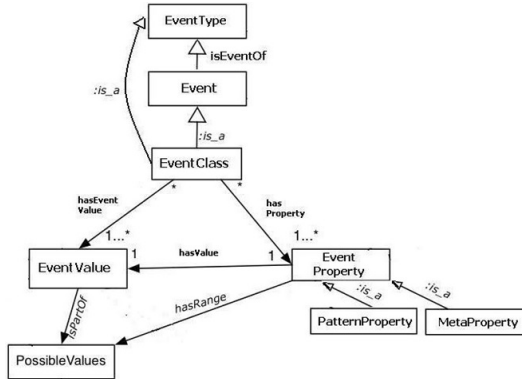 EventType
isEventOf
Event
:is_a
:is_a
EventClass
*
*
hasEvent
Value
has
Property
1...*
1...*
EventValue
1
hasValue
1
Event
Property
isPartOf
hasRange
:is_a
:is_a
PatternProperty
MetaProperty
PossibleValues